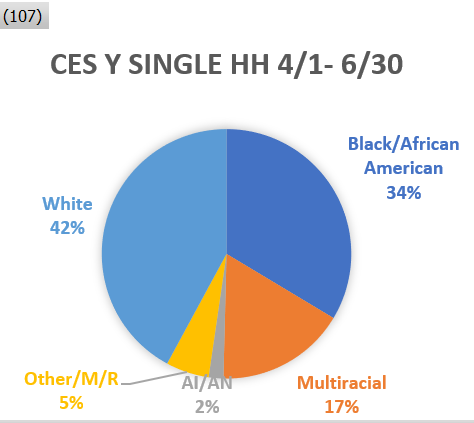 (107)
CES Y SINGLE HH 4/1- 6/30
Black/African
American
34%
White
42%
Other/M/R
5%
AI/AN
2%
Multiracial
17%